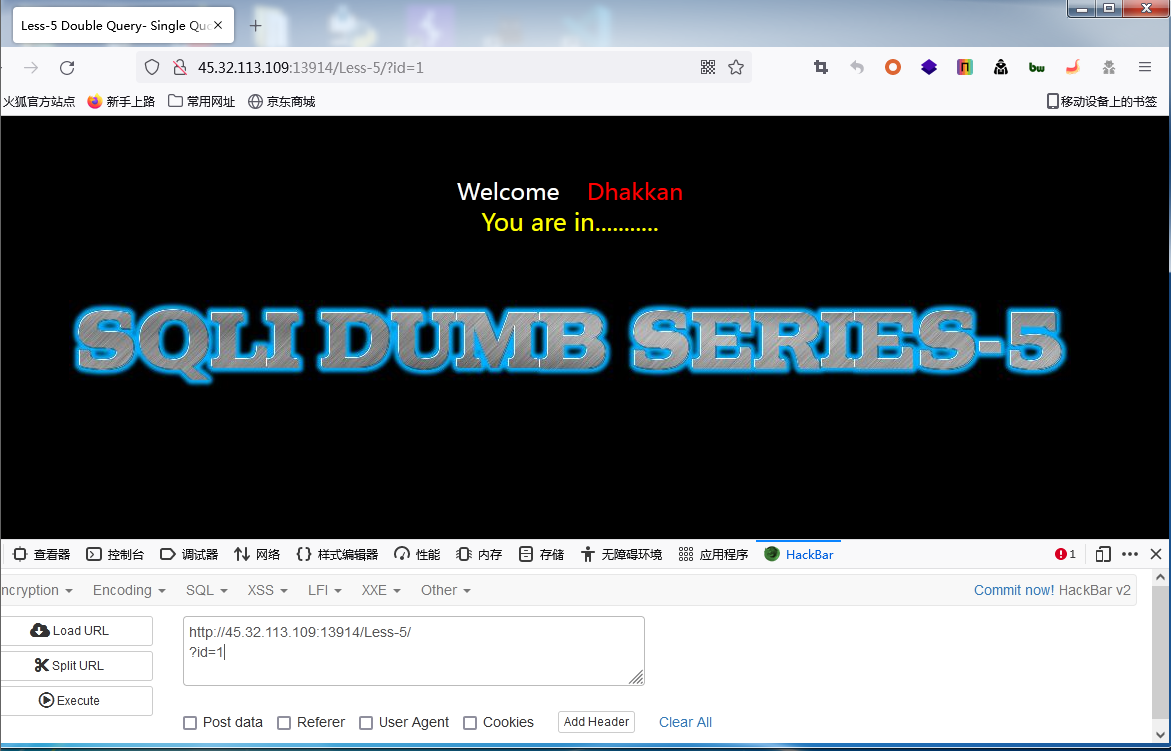 Less-5 Double Query- Single Quo
45.32.113.109:13914/Less-5/?id=1
bw
火狐官方站点 新手上路 常用网址 京东商城 移动设备上的书签
Welcome Dhakkan
You are in...........
SQLI DUMB SERIES-5
查看器 控制台 调试器 网络 样式编辑器 性能 内存 存储 无障碍环境 应用程序 HackBar 1
ncryption Encoding SQL XSS LFI XXE Other Commit now! HackBar v2
Load URL
http://45.32.113.109:13914/Less-5/
?id=1
Split URL
Execute
Post data Referer User Agent Cookies Add Header Clear All